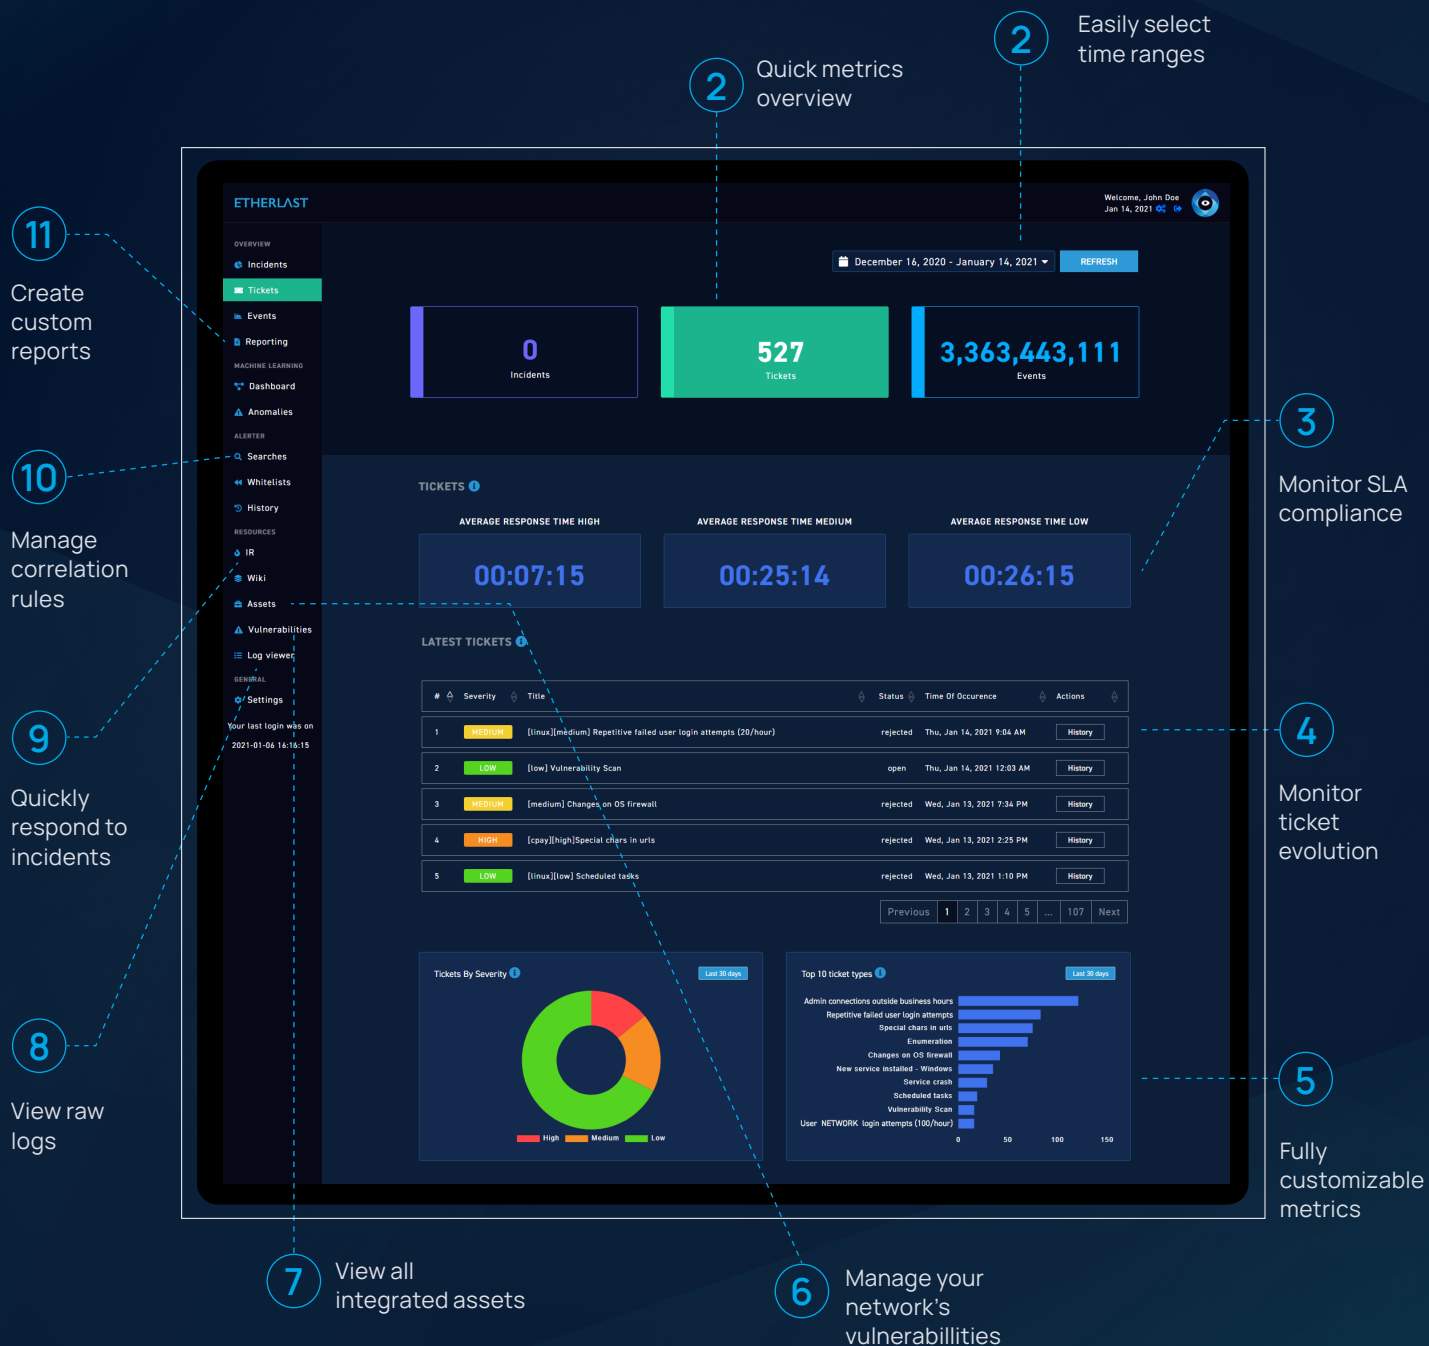 2
Easily select
time ranges
2
Quick metrics
overview
ETHERLAST
Welcome, John Doe
Jan 14, 2021
11
Create
custom
reports
OVERVIEW
Incidents
Tickets
Events
Reporting
MACHINE LEARNING
Dashboard
Anomalies
ALERTER
Searches
Whitelists
History
RESOURCES
IR
Wiki
Assets
Vulnerabilities
Log viewer
GENERAL
Settings
Your last login was on
2021-01-06 16:16:15
December 16, 2020 - January 14, 2021
REFRESH
0
Incidents
527
Tickets
3,363,443,111
Events
3
Monitor SLA
compliance
10
Manage
correlation
rules
TICKETS
AVERAGE RESPONSE TIME HIGH
00:07:15
AVERAGE RESPONSE TIME MEDIUM
00:25:14
AVERAGE RESPONSE TIME LOW
00:26:15
LATEST TICKETS
# Severity Title Status Time Of Occurence Actions
1 MEDIUM [linux][medium] Repetitive failed user login attempts (20/hour) rejected Thu, Jan 14, 2021 9:04 AM History
2 LOW [low] Vulnerability Scan open Thu, Jan 14, 2021 12:03 AM History
3 MEDIUM [medium] Changes on OS firewall rejected Wed, Jan 13, 2021 7:34 PM History
4 HIGH [cpay][high]Special chars in urls rejected Wed, Jan 13, 2021 2:25 PM History
5 LOW [linux][low] Scheduled tasks rejected Wed, Jan 13, 2021 1:10 PM History
Previous 1 2 3 4 5 ... 107 Next
4
Monitor
ticket
evolution
9
Quickly
respond to
incidents
Tickets By Severity
Last 30 days
High Medium Low
Top 10 ticket types
Last 30 days
Admin connections outside business hours
Repetitive failed user login attempts
Special chars in urls
Enumeration
Changes on OS firewall
New service installed - Windows
Service crash
Scheduled tasks
Vulnerability Scan
User NETWORK login attempts (100/hour)
0 50 100 150
8
View raw
logs
5
Fully
customizable
metrics
7
View all
integrated assets
6
Manage your
network's
vulnerabillities